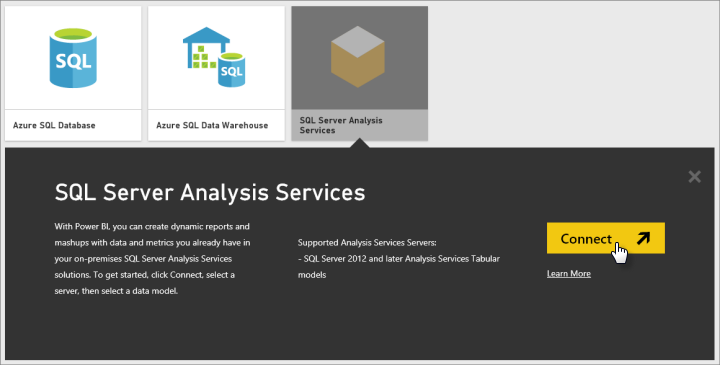 SQL
SQL
Azure SQL Database
Azure SQL Data Warehouse
SQL Server Analysis
Services
SQL Server Analysis Services
With Power BI, you can create dynamic reports and
mashups with data and metrics you already have in
your on-premises SQL Server Analysis Services
solutions. To get started, click Connect, select a
server, then select a data model.
Supported Analysis Services Servers:
- SQL Server 2012 and later Analysis Services Tabular
models
Connect
Learn More